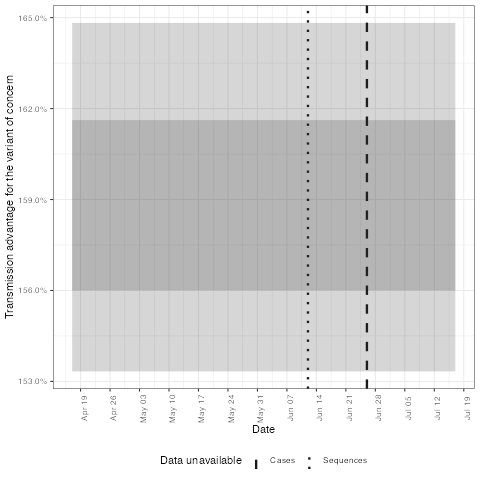 Transmission advantage for the variant of concern
165.0%
162.0%
159.0%
156.0%
153.0%
Apr 19
Apr 26
May 03
May 10
May 17
May 24
May 31
Jun 07
Jun 14
Jun 21
Jun 28
Jul 05
Jul 12
Jul 19
Date
Data unavailable Cases Sequences